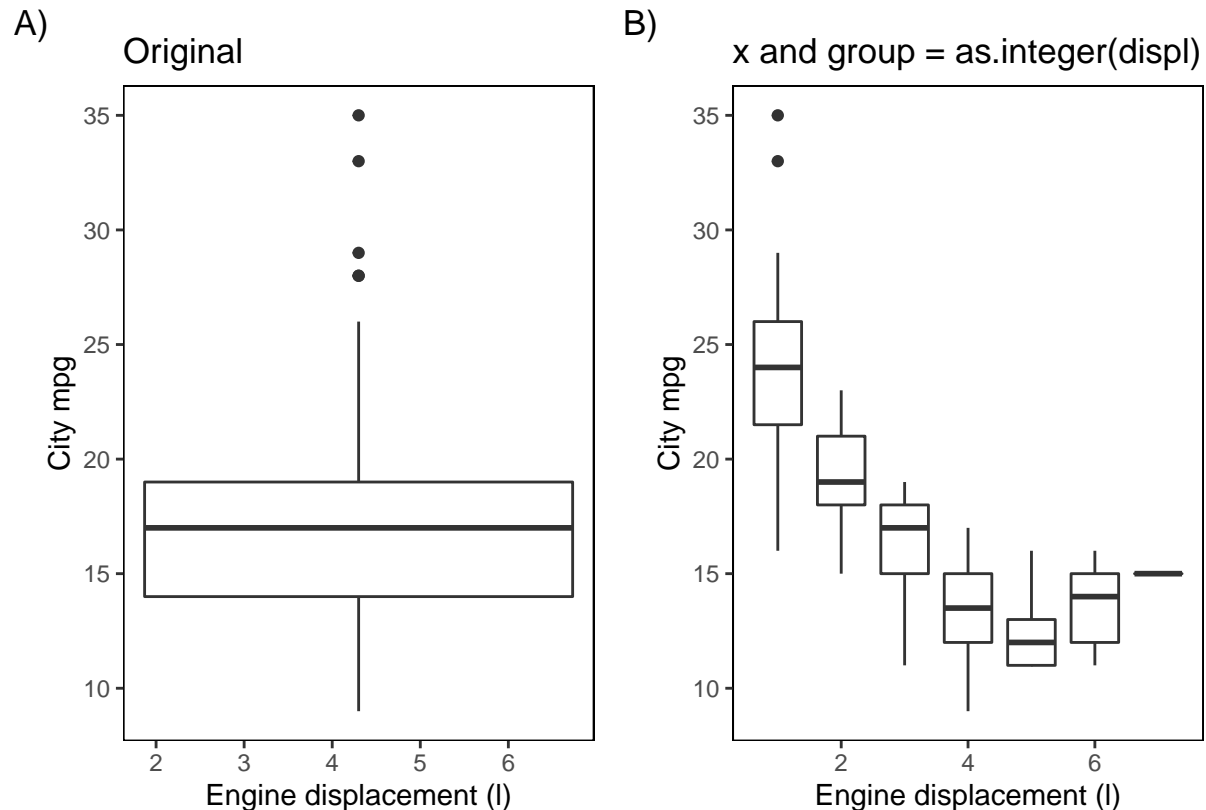 A)
Original
35
30
25
20
15
10
City mpg
2 3 4 5 6
Engine displacement (l)
B)
x and group = as.integer(displ)
35
30
25
20
15
10
City mpg
2 4 6
Engine displacement (l)